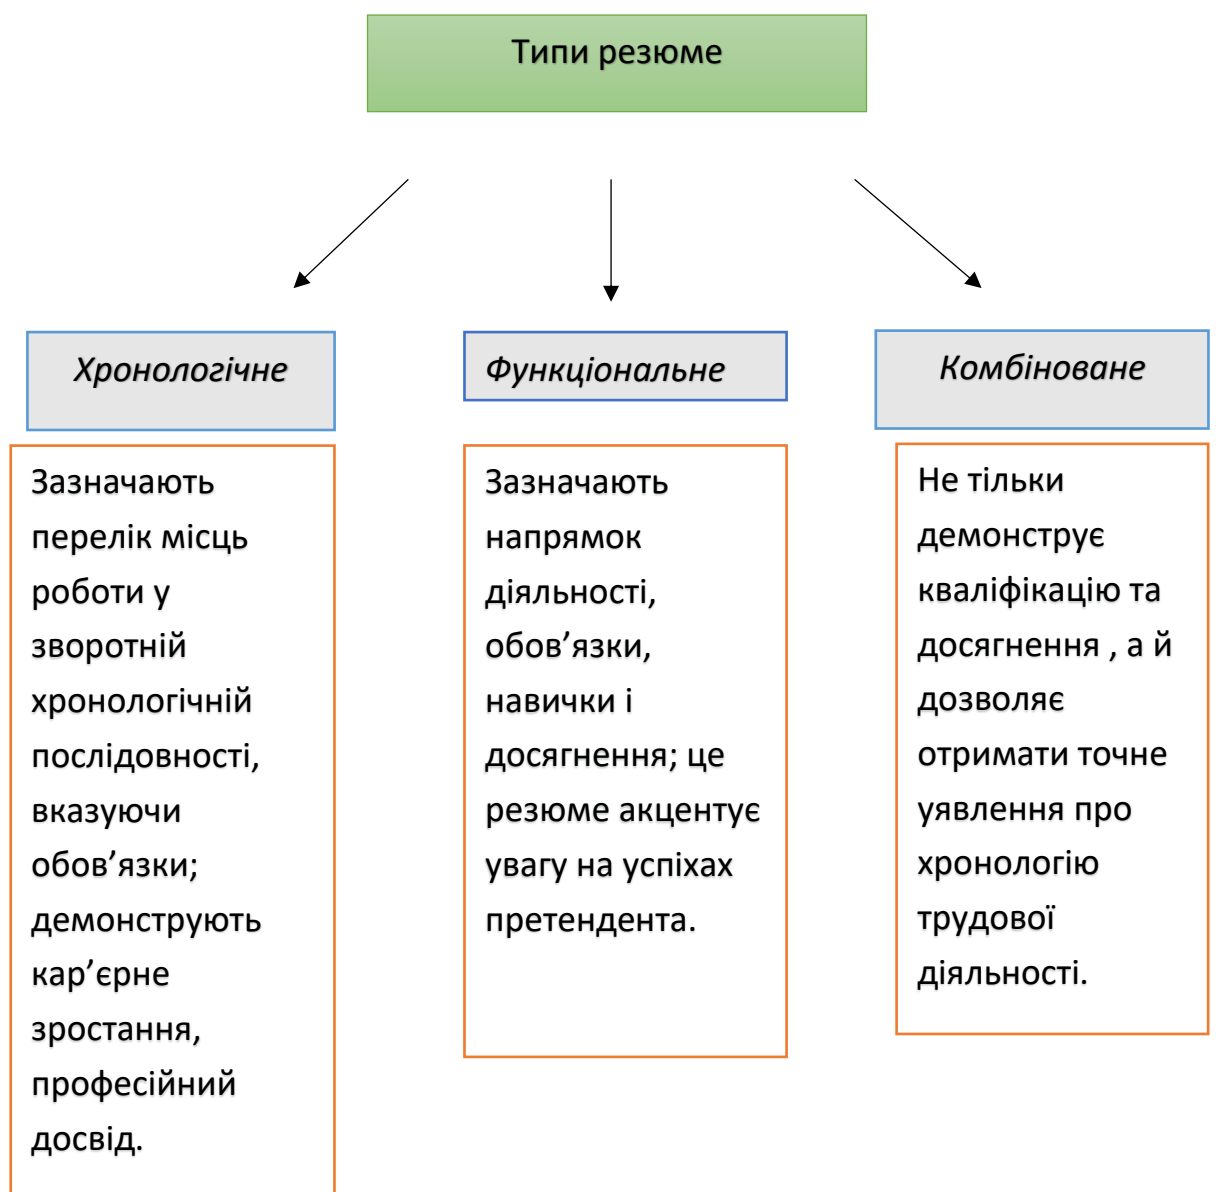 Типи резюме
Хронологічне
Зазначають
перелік місць
роботи у
зворотній
хронологічній
послідовності,
вказуючи
обов’язки;
демонструють
кар’єрне
зростання,
професійний
досвід.
Функціональне
Зазначають
напрямок
діяльності,
обов’язки,
навички і
досягнення; це
резюме акцентує
увагу на успіхах
претендента.
Комбіноване
Не тільки
демонструє
кваліфікацію та
досягнення , а й
дозволяє
отримати точне
уявлення про
хронологію
трудової
діяльності.